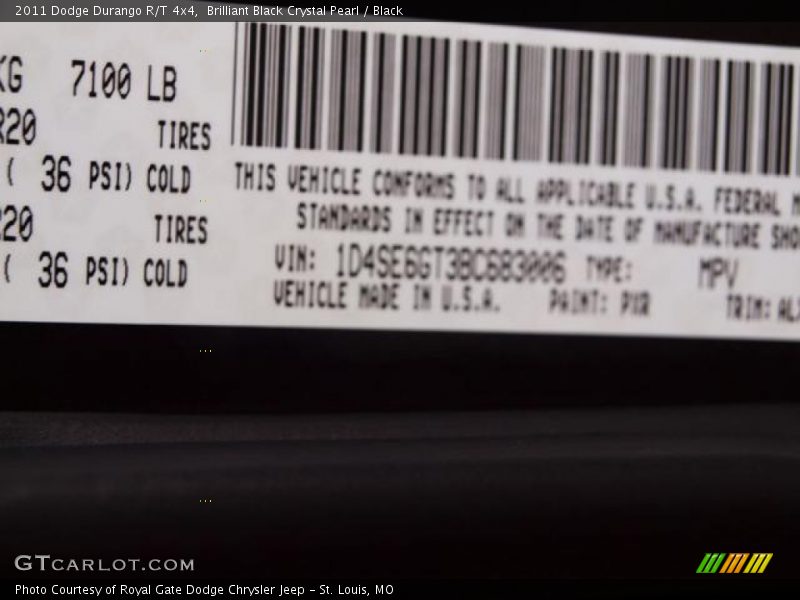 2011 Dodge Durango R/T 4x4, Brilliant Black Crystal Pearl / Black
KG 7100 LB
R20 TIRES
( 36 PSI) COLD
R20 TIRES
( 36 PSI) COLD
THIS VEHICLE CONFORMS TO ALL APPLICABLE U.S.A. FEDERAL M
STANDARDS IN EFFECT ON THE DATE OF MANUFACTURE SHO
VIN: 1D4SE6GT3BC683006 TYPE: MPV
VEHICLE MADE IN U.S.A. PAINT: PXR TRIM: ALX
GTCARLOT.COM
Photo Courtesy of Royal Gate Dodge Chrysler Jeep - St. Louis, MO